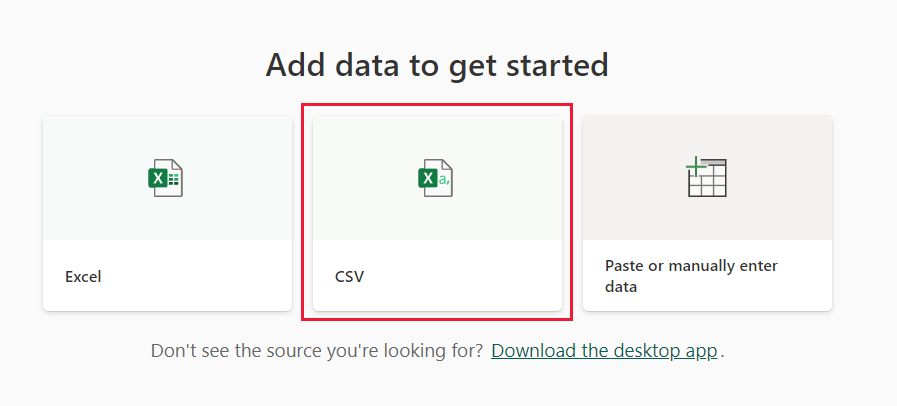 Add data to get started
Excel
CSV
Paste or manually enter
data
Don't see the source you're looking for? Download the desktop app.